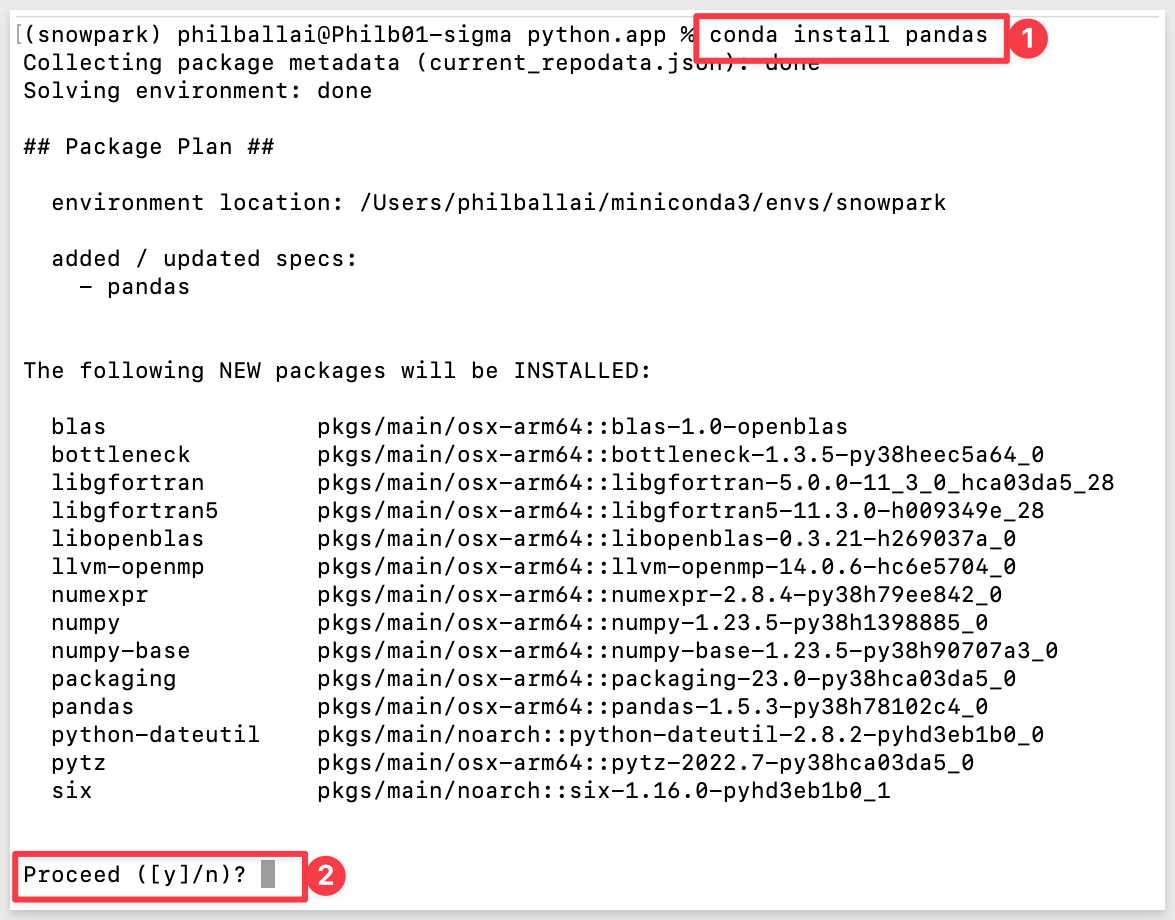 [(snowpark) philballai@Philb01-sigma python.app % conda install pandas 1
Collecting package metadata (current_repodata.json): done
Solving environment: done
## Package Plan ##
environment location: /Users/philballai/miniconda3/envs/snowpark
added / updated specs:
- pandas
The following NEW packages will be INSTALLED:
blas pkgs/main/osx-arm64::blas-1.0-openblas
bottleneck pkgs/main/osx-arm64::bottleneck-1.3.5-py38heec5a64_0
libgfortran pkgs/main/osx-arm64::libgfortran-5.0.0-11_3_0_hca03da5_28
libgfortran5 pkgs/main/osx-arm64::libgfortran5-11.3.0-h009349e_28
libopenblas pkgs/main/osx-arm64::libopenblas-0.3.21-h269037a_0
llvm-openmp pkgs/main/osx-arm64::llvm-openmp-14.0.6-hc6e5704_0
numexpr pkgs/main/osx-arm64::numexpr-2.8.4-py38h79ee842_0
numpy pkgs/main/osx-arm64::numpy-1.23.5-py38h1398885_0
numpy-base pkgs/main/osx-arm64::numpy-base-1.23.5-py38h90707a3_0
packaging pkgs/main/osx-arm64::packaging-23.0-py38hca03da5_0
pandas pkgs/main/osx-arm64::pandas-1.5.3-py38h78102c4_0
python-dateutil pkgs/main/noarch::python-dateutil-2.8.2-pyhd3eb1b0_0
pytz pkgs/main/osx-arm64::pytz-2022.7-py38hca03da5_0
six pkgs/main/noarch::six-1.16.0-pyhd3eb1b0_1
Proceed ([y]/n)? 2